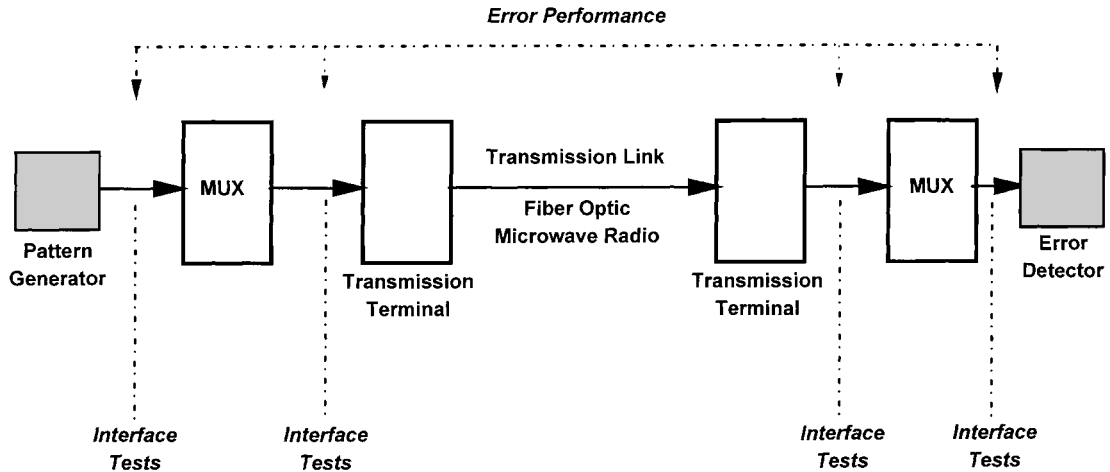 Error Performance
MUX
Transmission Link
MUX
Fiber Optic
Microwave Radio
Pattern
Generator
Transmission
Terminal
Transmission
Terminal
Error
Detector
Interface
Tests
Interface
Tests
Interface
Tests
Interface
Tests